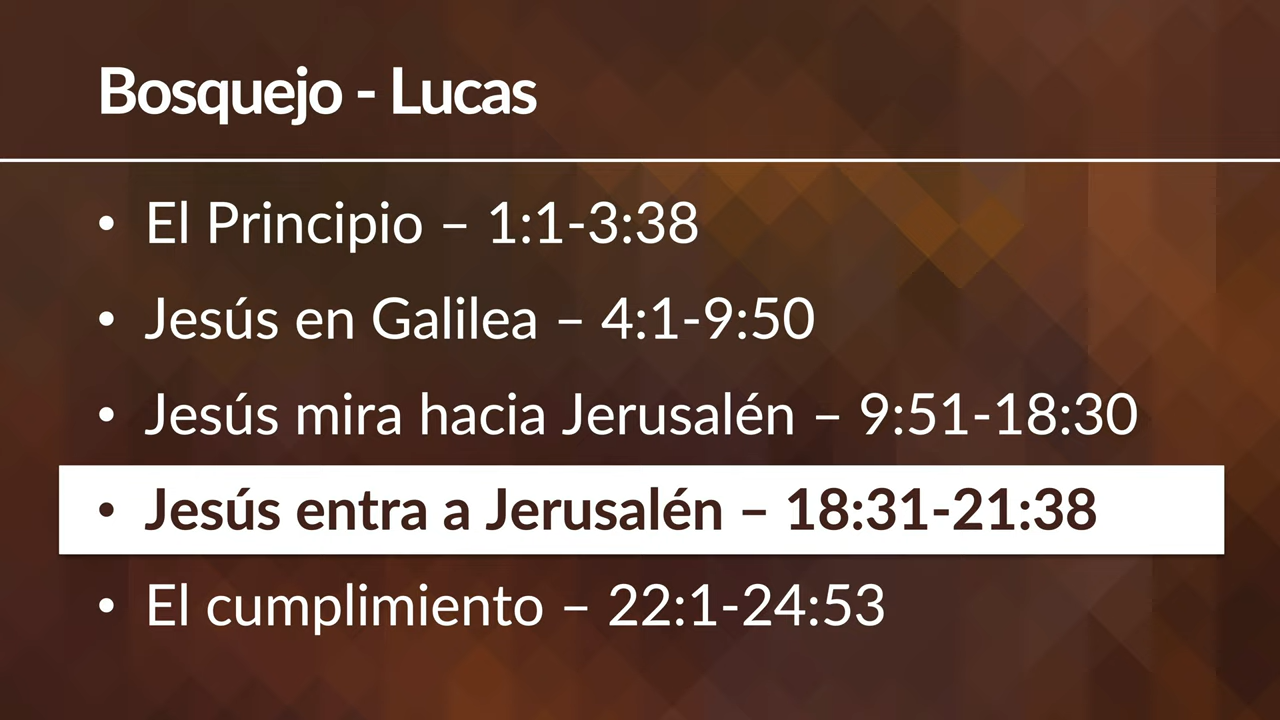 Bosquejo - Lucas
• El Principio – 1:1-3:38
• Jesús en Galilea – 4:1-9:50
• Jesús mira hacia Jerusalén – 9:51-18:30
• Jesús entra a Jerusalén – 18:31-21:38
• El cumplimiento – 22:1-24:53